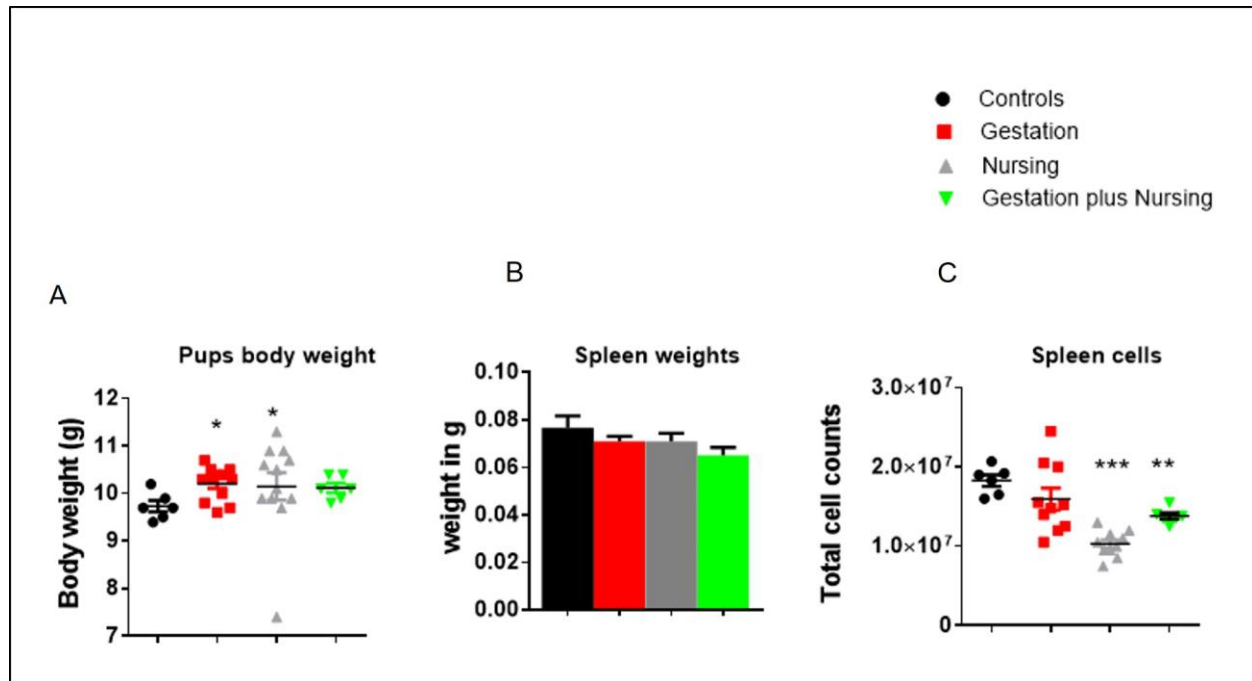 Controls
Gestation
Nursing
Gestation plus Nursing
A
Pups body weight
Body weight (g)
12
11
10
9
8
7
*
*
B
Spleen weights
weight in g
0.10
0.08
0.06
0.04
0.02
0.00
C
Spleen cells
Total cell counts
3.0×10⁷
2.0×10⁷
1.0×10⁷
0
***
**